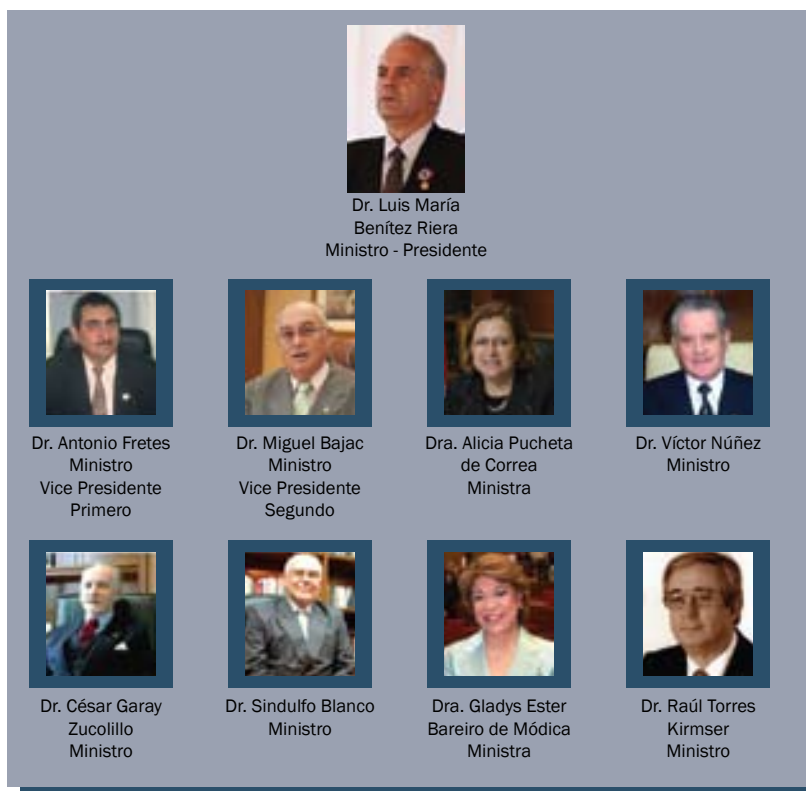 Dr. Luis María
Benítez Riera
Ministro - Presidente
Dr. Antonio Fretes
Ministro
Vice Presidente
Primero
Dr. Miguel Bajac
Ministro
Vice Presidente
Segundo
Dra. Alicia Pucheta
de Correa
Ministra
Dr. Víctor Núñez
Ministro
Dr. César Garay
Zucolillo
Ministro
Dr. Sindulfo Blanco
Ministro
Dra. Gladys Ester
Bareiro de Módica
Ministra
Dr. Raúl Torres
Kirmser
Ministro